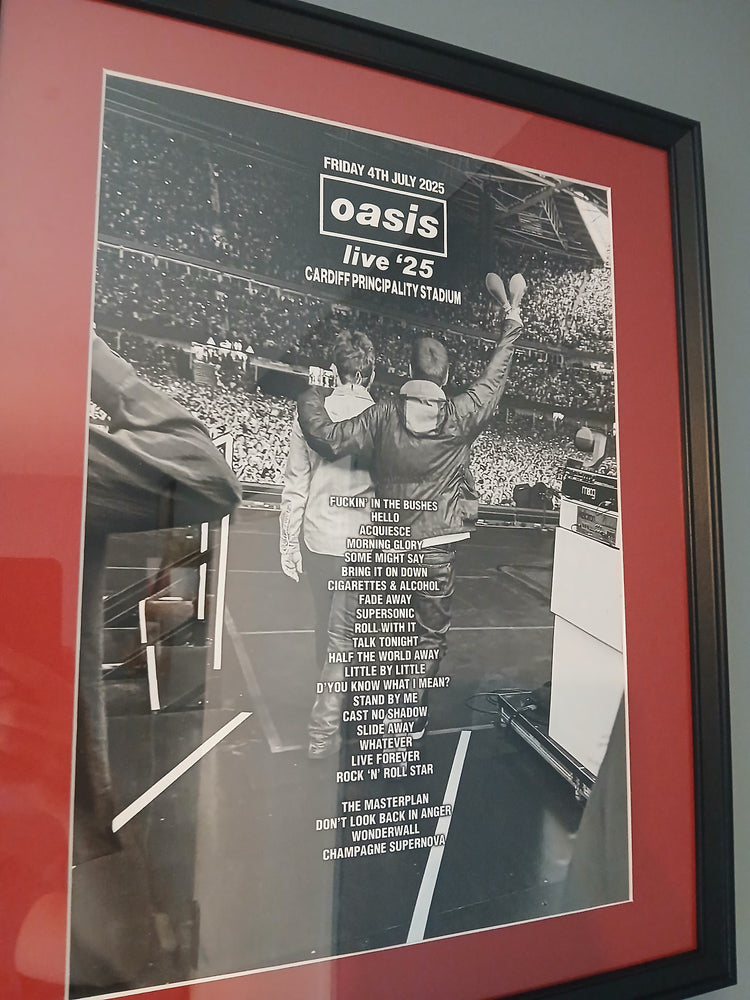 FRIDAY 4TH JULY 2025
oasis
live '25
CARDIFF PRINCIPALITY STADIUM
moog
FUCKIN' IN THE BUSHES
HELLO
ACQUIESCE
MORNING GLORY
SOME MIGHT SAY
BRING IT ON DOWN
CIGARETTES & ALCOHOL
FADE AWAY
SUPERSONIC
ROLL WITH IT
TALK TONIGHT
HALF THE WORLD AWAY
LITTLE BY LITTLE
D'YOU KNOW WHAT I MEAN?
STAND BY ME
CAST NO SHADOW
SLIDE AWAY
WHATEVER
LIVE FOREVER
ROCK 'N' ROLL STAR
THE MASTERPLAN
DON'T LOOK BACK IN ANGER
WONDERWALL
CHAMPAGNE SUPERNOVA